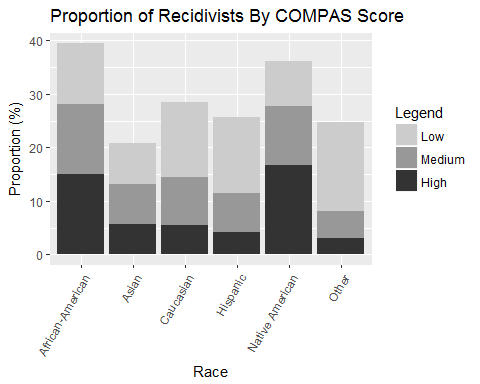 Proportion of Recidivists By COMPAS Score
Proportion (%)
40
30
20
10
0
African-American
Asian
Caucasian
Hispanic
Native American
Other
Race
Legend
Low
Medium
High